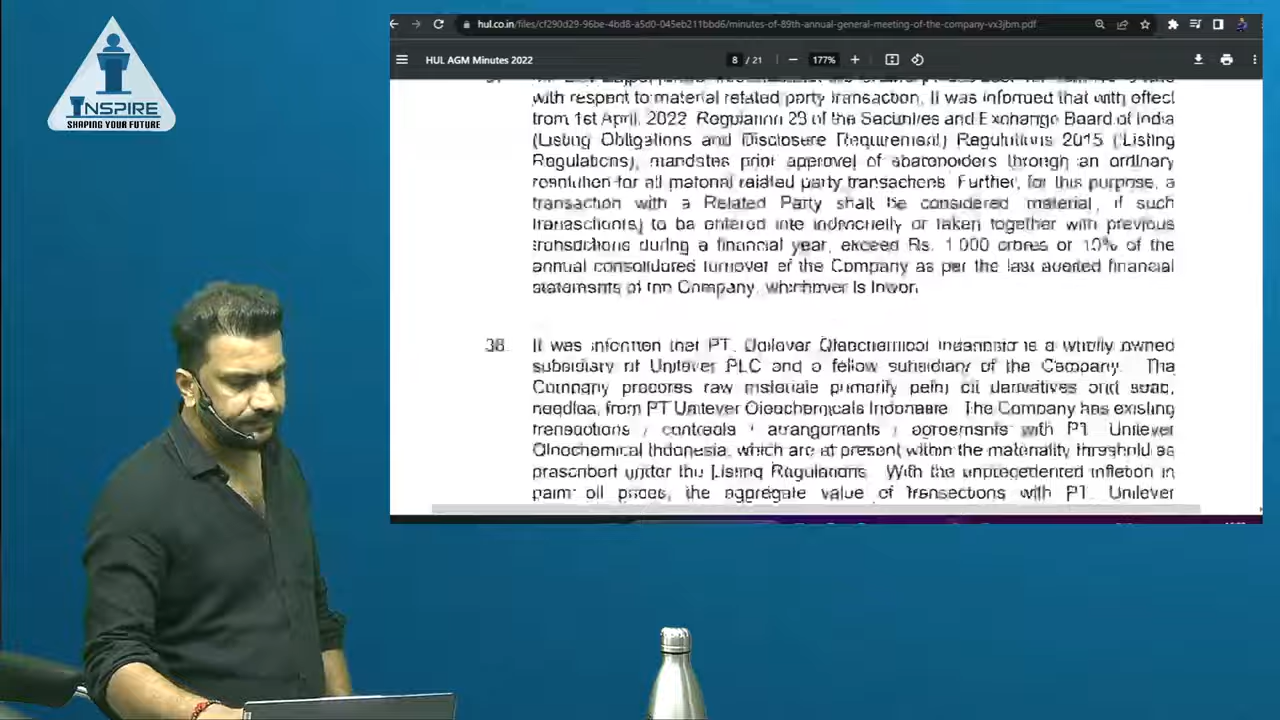 INSPIRE
SHAPING YOUR FUTURE
hul.co.in/files/cf290d29-96be-4bd8-a5d0-045eb211bbd6/minutes-of-89th-annual-general-meeting-of-the-company-vx3jbm.pdf
HUL AGM Minutes 2022
8 / 21
177%
with respect to material related party transaction. It was informed that with effect
from 1st April, 2022 Regulation 23 of the Securities and Exchange Board of India
(Listing Obligations and Disclosure Requirement) Regulations 2015 ('Listing
Regulations), mandates prior approval of shareholders through an ordinary
resolution for all material related party transactions Further, for this purpose, a
transaction with a Related Party shall be considered material, if such
transaction(s) to be entered into individually or taken together with previous
transactions during a financial year, exceed Rs. 1,000 crores or 10% of the
annual consolidated turnover of the Company as per the last audited financial
statements of the Company, whichever is lower.
38. It was informed that PT. Unilever Oleochemical Indonesia is a wholly owned
subsidiary of Unilever PLC and a fellow subsidiary of the Company. The
Company procures raw materials primarily palm oil derivatives and soap,
needles, from PT Unilever Oleochemicals Indonesia The Company has existing
transactions / contracts / arrangements / agreements with PT. Unilever
Oleochemical Indonesia, which are at present within the materiality threshold as
prescribed under the Listing Regulations. With the unprecedented inflation in
palm oil prices, the aggregate value of transactions with PT. Unilever